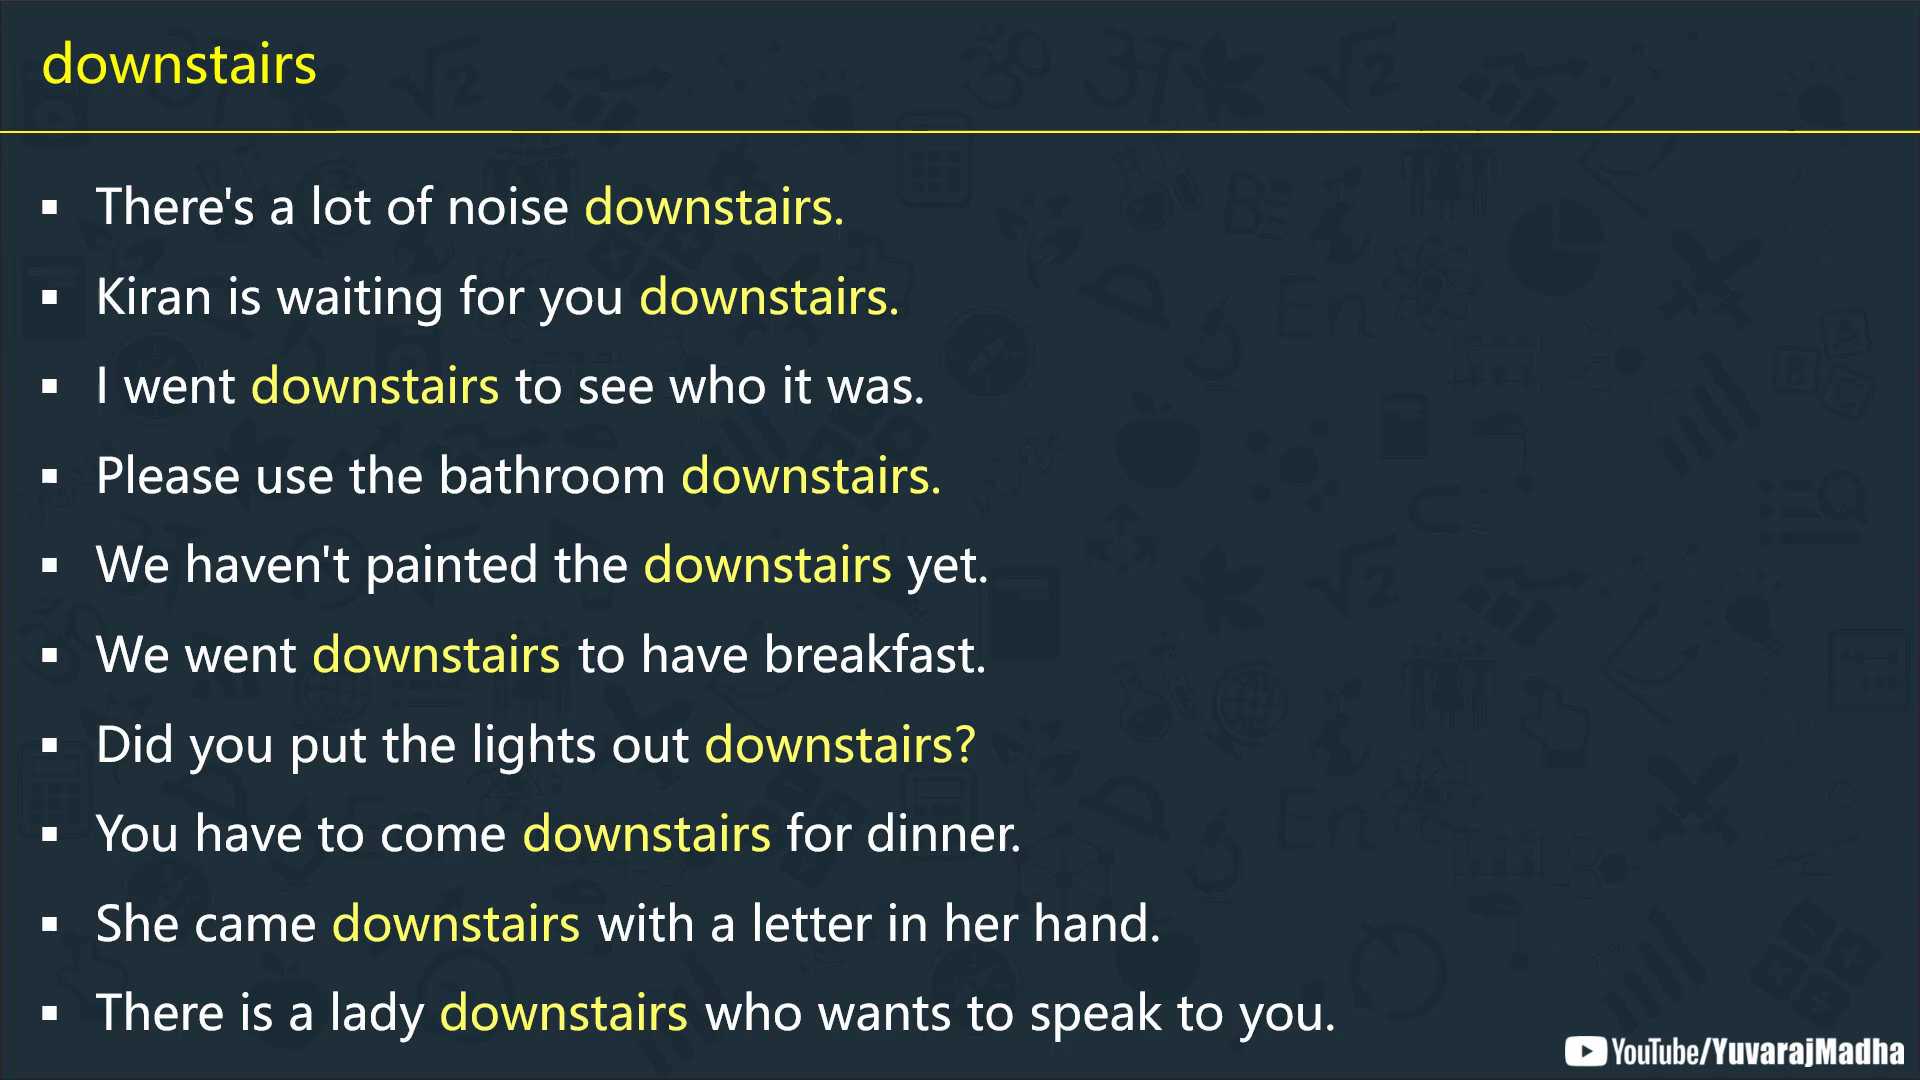 downstairs
▪ There's a lot of noise downstairs.
▪ Kiran is waiting for you downstairs.
▪ I went downstairs to see who it was.
▪ Please use the bathroom downstairs.
▪ We haven't painted the downstairs yet.
▪ We went downstairs to have breakfast.
▪ Did you put the lights out downstairs?
▪ You have to come downstairs for dinner.
▪ She came downstairs with a letter in her hand.
▪ There is a lady downstairs who wants to speak to you.
YouTube/YuvarajMadha